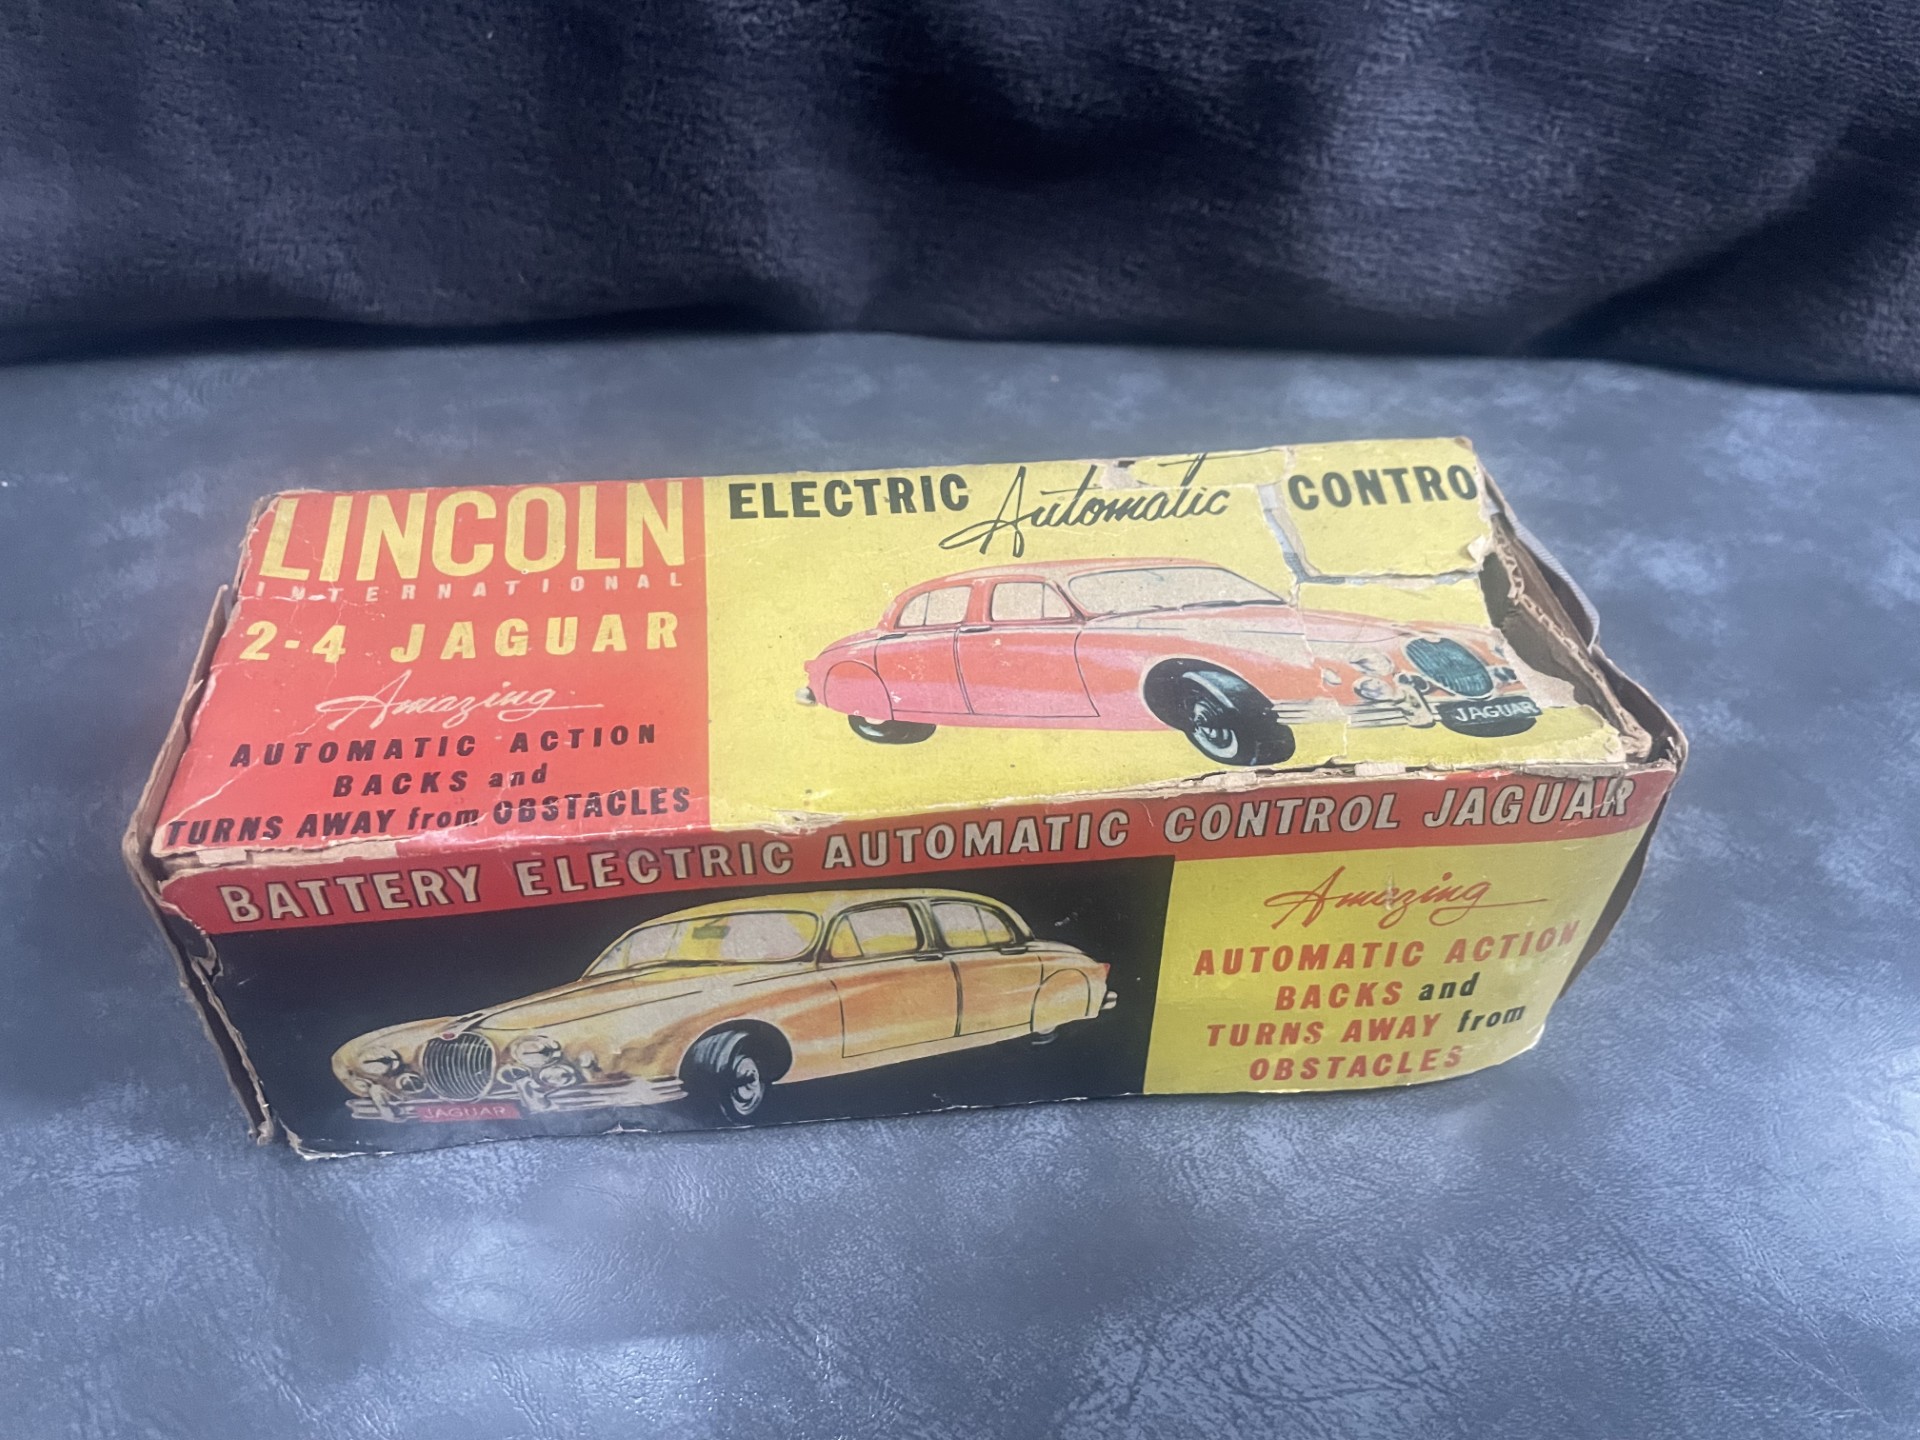 LINCOLN
INTERNATIONAL
2-4 JAGUAR
Amazing
AUTOMATIC ACTION
BACKS and
TURNS AWAY from OBSTACLES
ELECTRIC Automatic CONTRO
JAGUAR
BATTERY ELECTRIC AUTOMATIC CONTROL JAGUAR
JAGUAR
Amazing
AUTOMATIC ACTION
BACKS and
TURNS AWAY from
OBSTACLES